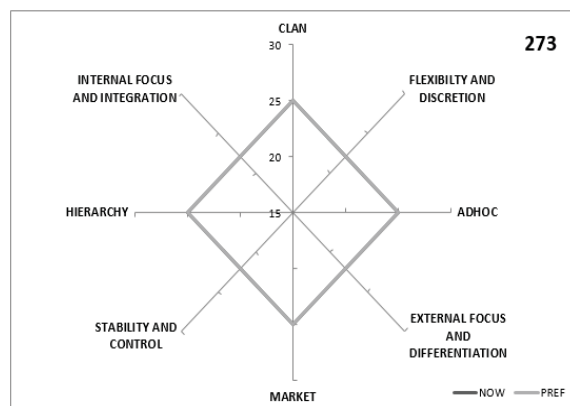 CLAN
30
273
INTERNAL FOCUS
AND INTEGRATION
FLEXIBILTY AND
DISCRETION
25
20
HIERARCHY
15
ADHOC
STABILITY AND
CONTROL
EXTERNAL FOCUS
AND
DIFFERENTIATION
MARKET
NOW
PREF